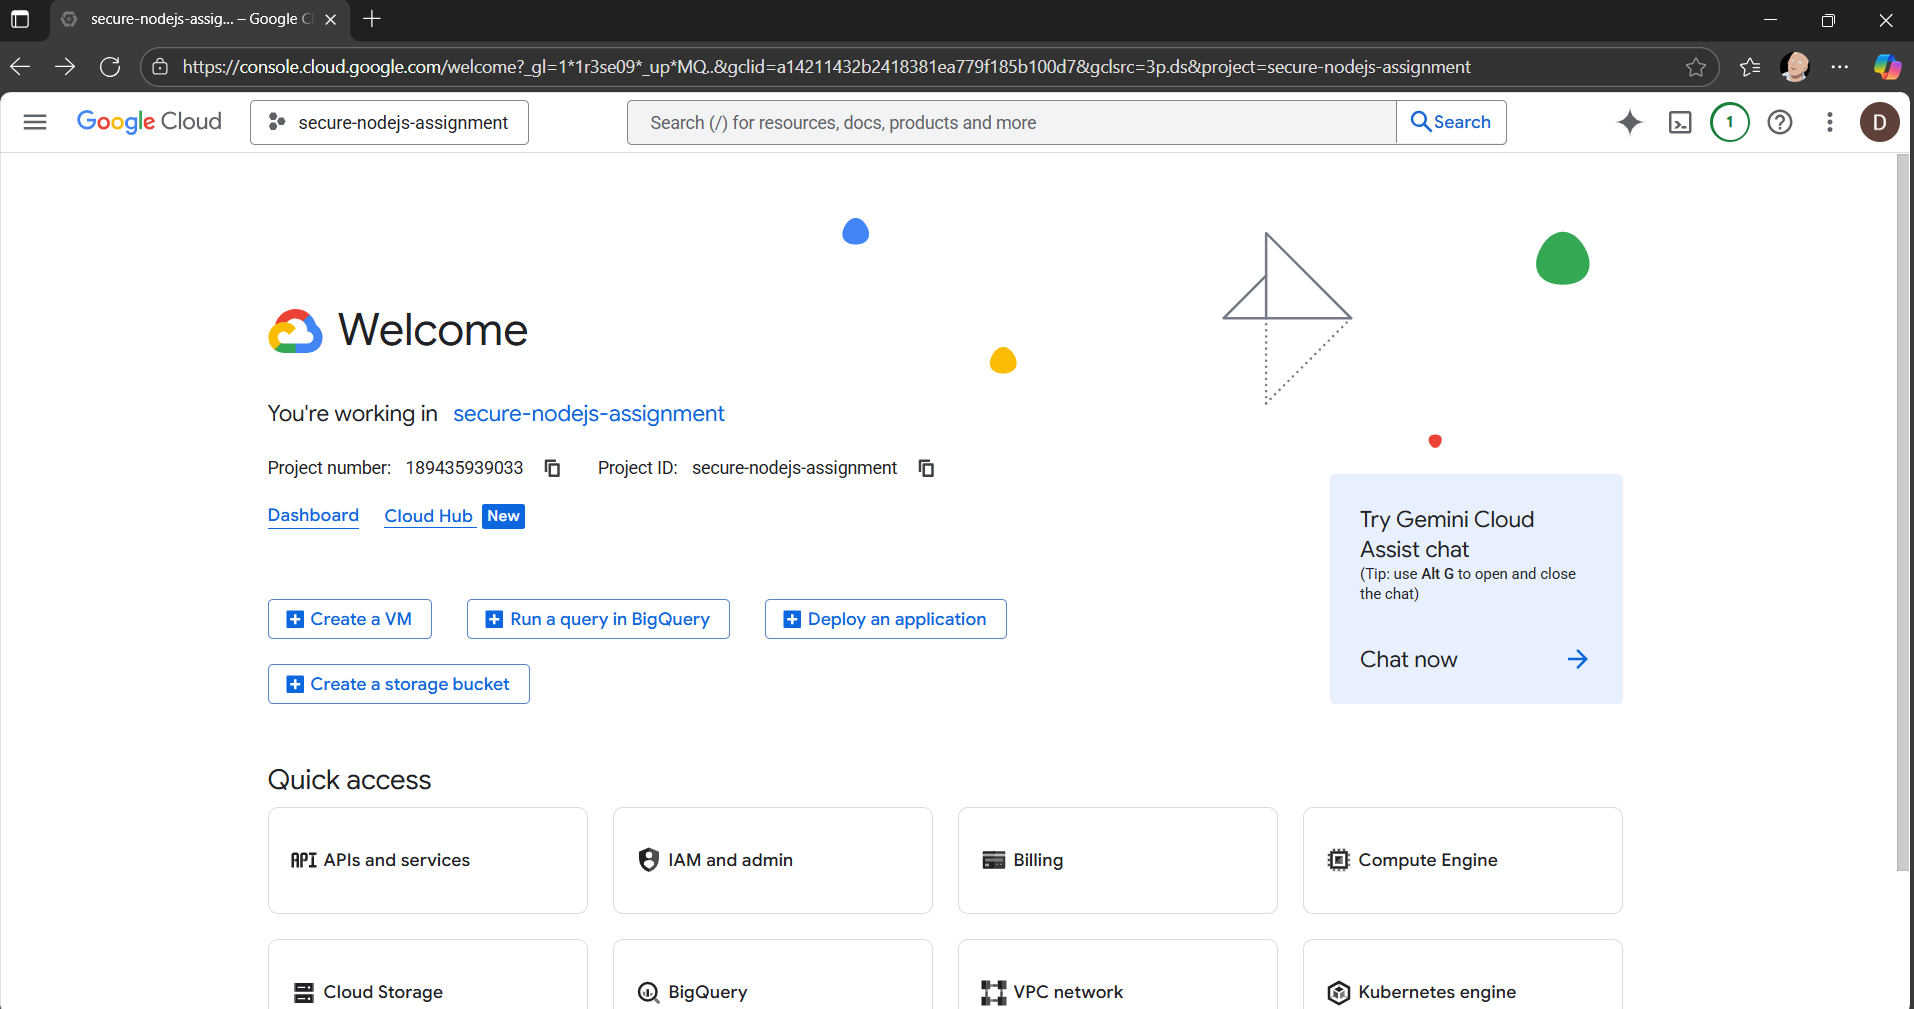 secure-nodejs-assig... – Google C
https://console.cloud.google.com/welcome?_gl=1*1r3se09*_up*MQ..&gclid=a14211432b2418381ea779f185b100d7&gclsrc=3p.ds&project=secure-nodejs-assignment
Google Cloud
secure-nodejs-assignment
Search (/) for resources, docs, products and more
Search
1
D
Welcome
You're working in secure-nodejs-assignment
Project number: 189435939033 Project ID: secure-nodejs-assignment
Dashboard Cloud Hub New
Try Gemini Cloud
Assist chat
(Tip: use Alt G to open and close
the chat)
Chat now
Create a VM Run a query in BigQuery Deploy an application
Create a storage bucket
Quick access
API APIs and services IAM and admin Billing Compute Engine
Cloud Storage BigQuery VPC network Kubernetes engine